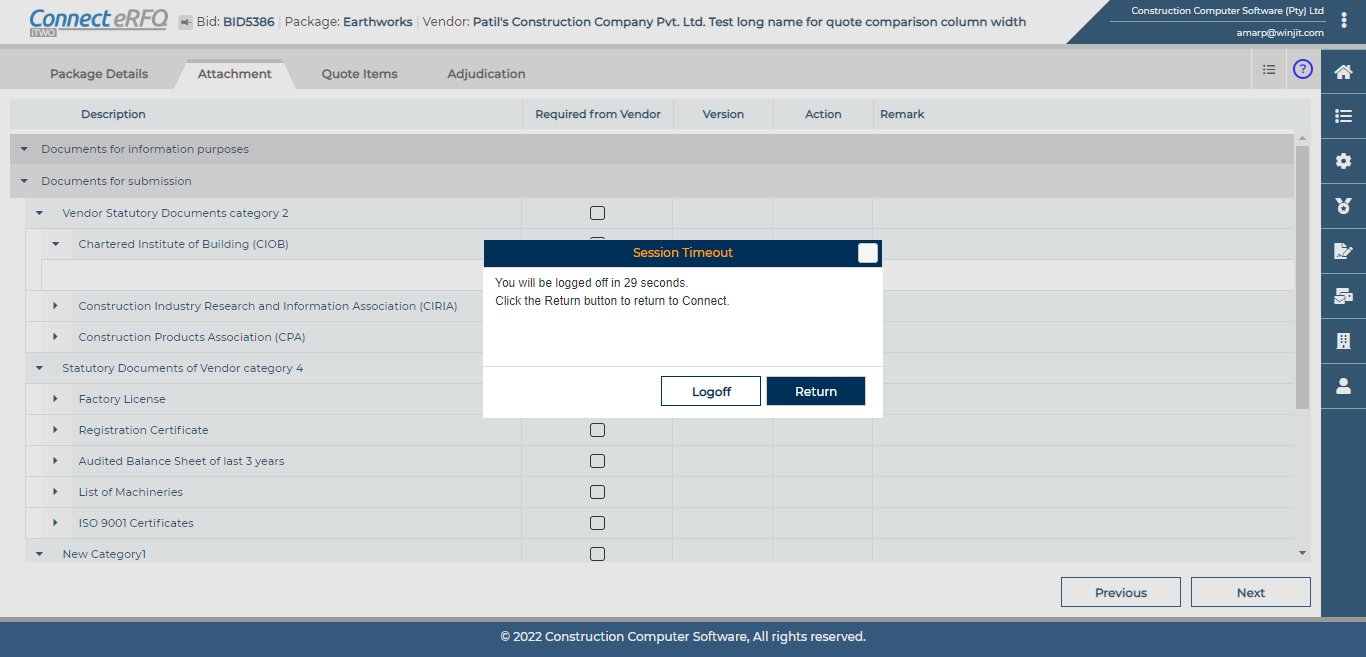 Connect eRFQ
iTWO
Bid: BID5386 | Package: Earthworks | Vendor: Patil's Construction Company Pvt. Ltd. Test long name for quote comparison column width
Construction Computer Software (Pty) Ltd
amarp@winjit.com
Package Details Attachment Quote Items Adjudication
?
Description Required from Vendor Version Action Remark
Documents for information purposes
Documents for submission
Vendor Statutory Documents category 2
Chartered Institute of Building (CIOB)
Session Timeout
You will be logged off in 29 seconds.
Click the Return button to return to Connect.
Construction Industry Research and Information Association (CIRIA)
Construction Products Association (CPA)
Statutory Documents of Vendor category 4
Logoff Return
Factory License
Registration Certificate
Audited Balance Sheet of last 3 years
List of Machineries
ISO 9001 Certificates
New Category1
Previous Next
© 2022 Construction Computer Software, All rights reserved.